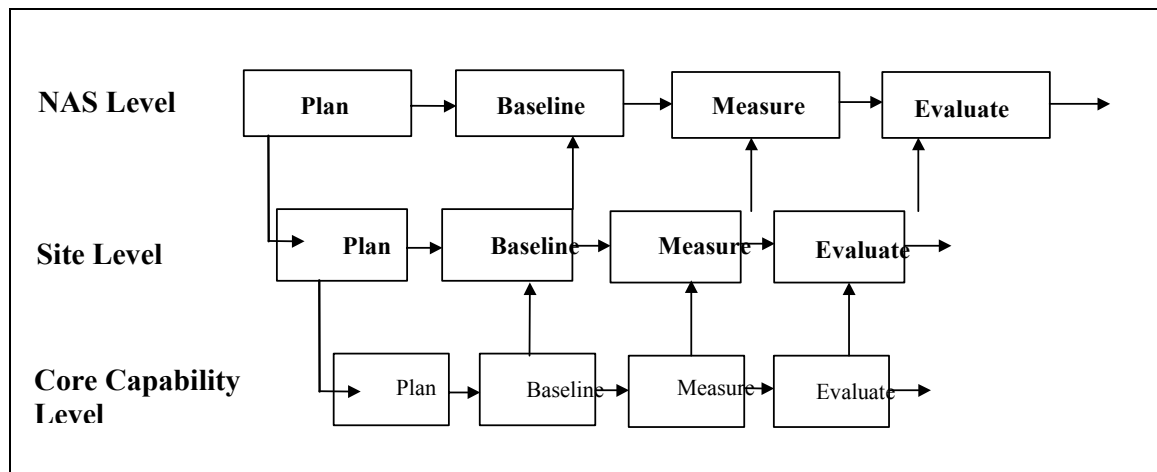 NAS Level
Plan
Baseline
Measure
Evaluate
Site Level
Plan
Baseline
Measure
Evaluate
Core Capability
Level
Plan
Baseline
Measure
Evaluate